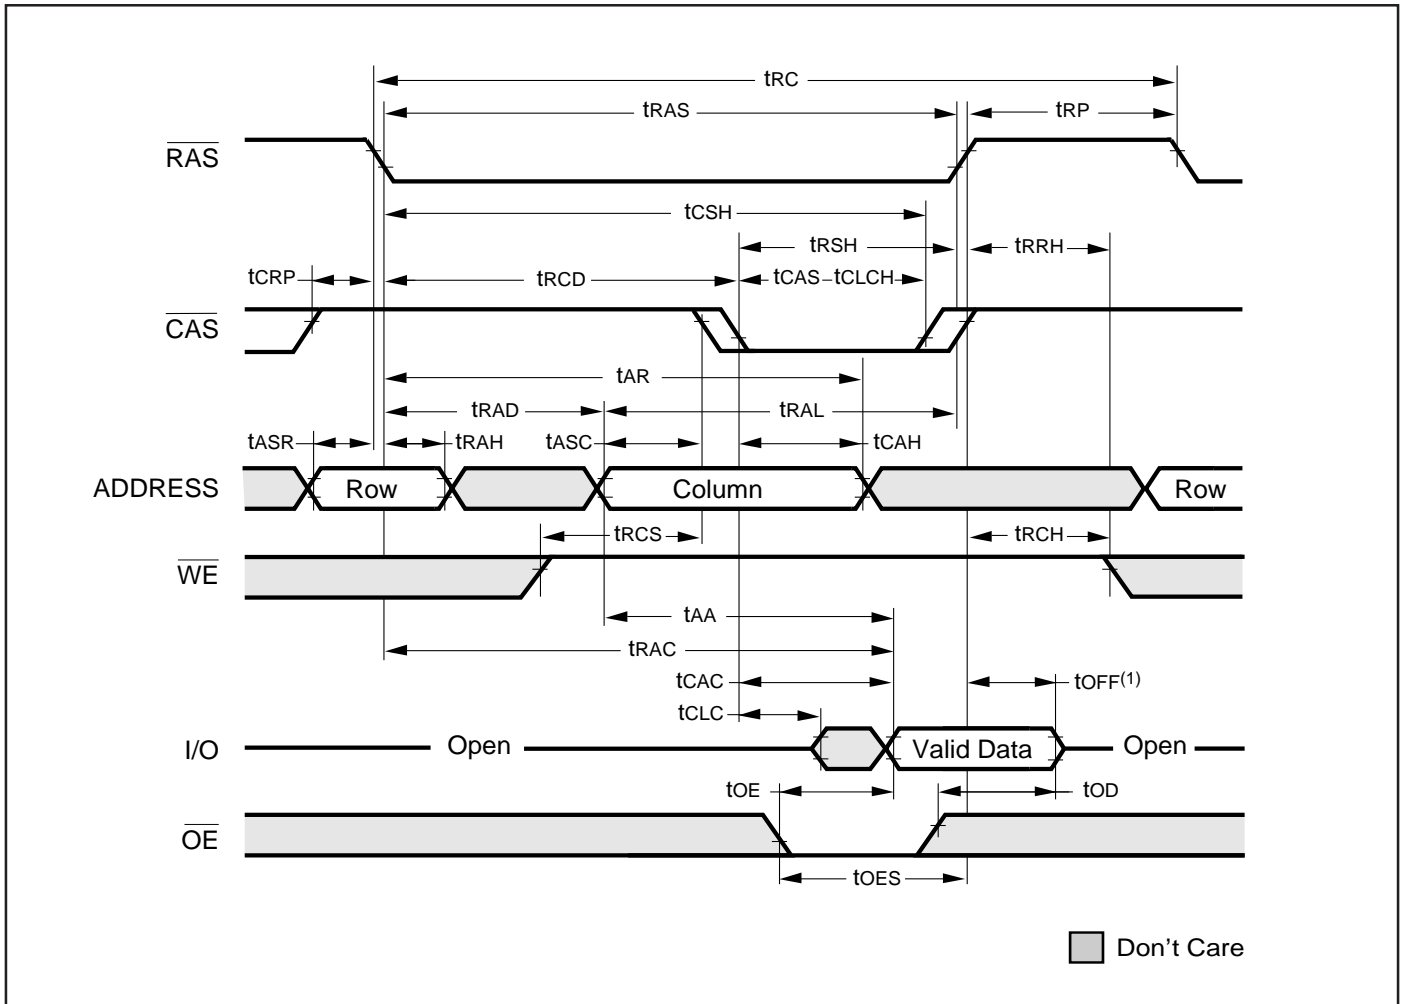 tRC
tRAS
tRP
RAS
tCSH
tRSH
tRRH
tCRP
tRCD
tCAS
tCLCH
CAS
tAR
tRAD
tRAL
tASR
tRAH
tASC
tCAH
ADDRESS
Row
Column
Row
tRCS
tRCH
WE
tAA
tRAC
tCAC
tOFF(1)
tCLC
I/O
Open
Valid Data
Open
tOE
tOD
OE
tOES
Don't Care